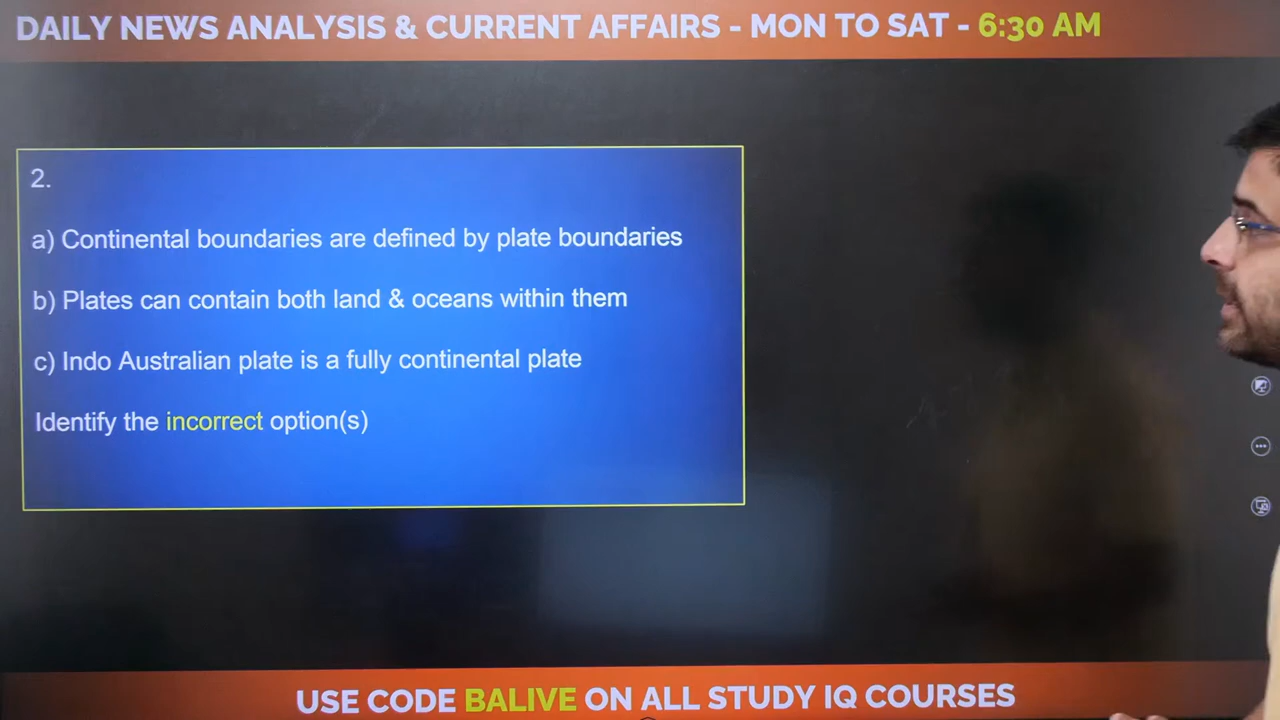 DAILY NEWS ANALYSIS & CURRENT AFFAIRS - MON TO SAT - 6:30 AM
2.
a) Continental boundaries are defined by plate boundaries
b) Plates can contain both land & oceans within them
c) Indo Australian plate is a fully continental plate
Identify the incorrect option(s)
USE CODE BALIVE ON ALL STUDY IQ COURSES